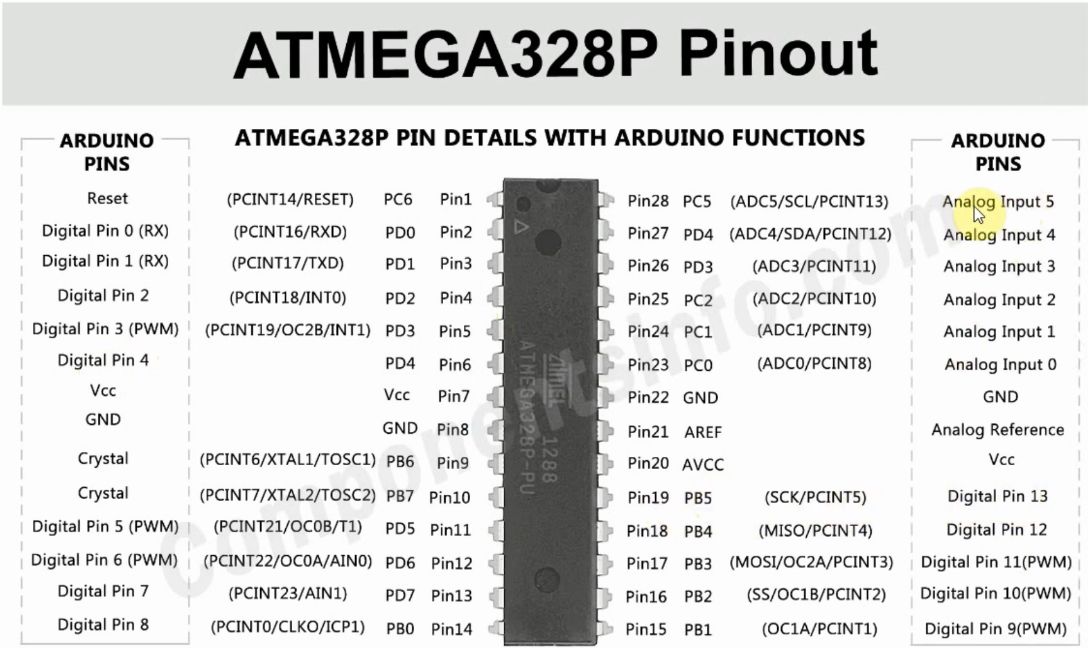 ATMEGA328P Pinout
ATMEGA328P PIN DETAILS WITH ARDUINO FUNCTIONS
ARDUINO
PINS
ARDUINO
PINS
Reset (PCINT14/RESET) PC6 Pin1 Pin28 PC5 (ADC5/SCL/PCINT13) Analog Input 5
Digital Pin 0 (RX) (PCINT16/RXD) PD0 Pin2 Pin27 PD4 (ADC4/SDA/PCINT12) Analog Input 4
Digital Pin 1 (RX) (PCINT17/TXD) PD1 Pin3 Pin26 PD3 (ADC3/PCINT11) Analog Input 3
Digital Pin 2 (PCINT18/INT0) PD2 Pin4 Pin25 PC2 (ADC2/PCINT10) Analog Input 2
Digital Pin 3 (PWM) (PCINT19/OC2B/INT1) PD3 Pin5 Pin24 PC1 (ADC1/PCINT9) Analog Input 1
Digital Pin 4 PD4 Pin6 Pin23 PC0 (ADC0/PCINT8) Analog Input 0
Vcc Vcc Pin7 Pin22 GND GND
GND GND Pin8 Pin21 AREF Analog Reference
Crystal (PCINT6/XTAL1/TOSC1) PB6 Pin9 Pin20 AVCC Vcc
Crystal (PCINT7/XTAL2/TOSC2) PB7 Pin10 Pin19 PB5 (SCK/PCINT5) Digital Pin 13
Digital Pin 5 (PWM) (PCINT21/OC0B/T1) PD5 Pin11 Pin18 PB4 (MISO/PCINT4) Digital Pin 12
Digital Pin 6 (PWM) (PCINT22/OC0A/AIN0) PD6 Pin12 Pin17 PB3 (MOSI/OC2A/PCINT3) Digital Pin 11(PWM)
Digital Pin 7 (PCINT23/AIN1) PD7 Pin13 Pin16 PB2 (SS/OC1B/PCINT2) Digital Pin 10(PWM)
Digital Pin 8 (PCINT0/CLKO/ICP1) PB0 Pin14 Pin15 PB1 (OC1A/PCINT1) Digital Pin 9(PWM)
ATMEL 1288
ATMEGA328P-PU
Componentsinfo.com